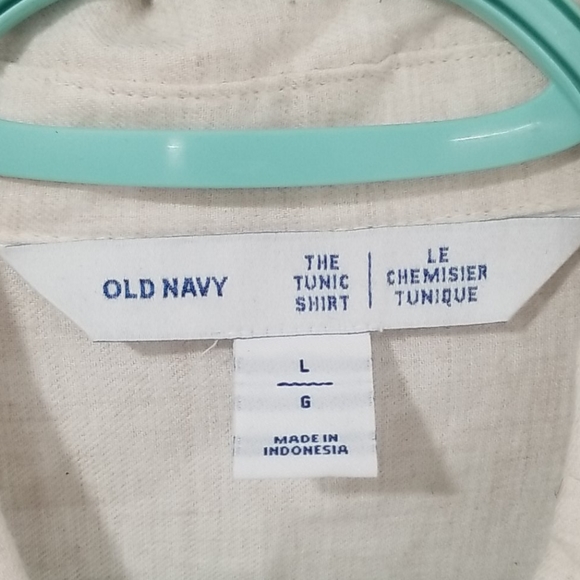 OLD NAVY
THE
TUNIC
SHIRT
LE
CHEMISIER
TUNIQUE
L
G
MADE IN
INDONESIA